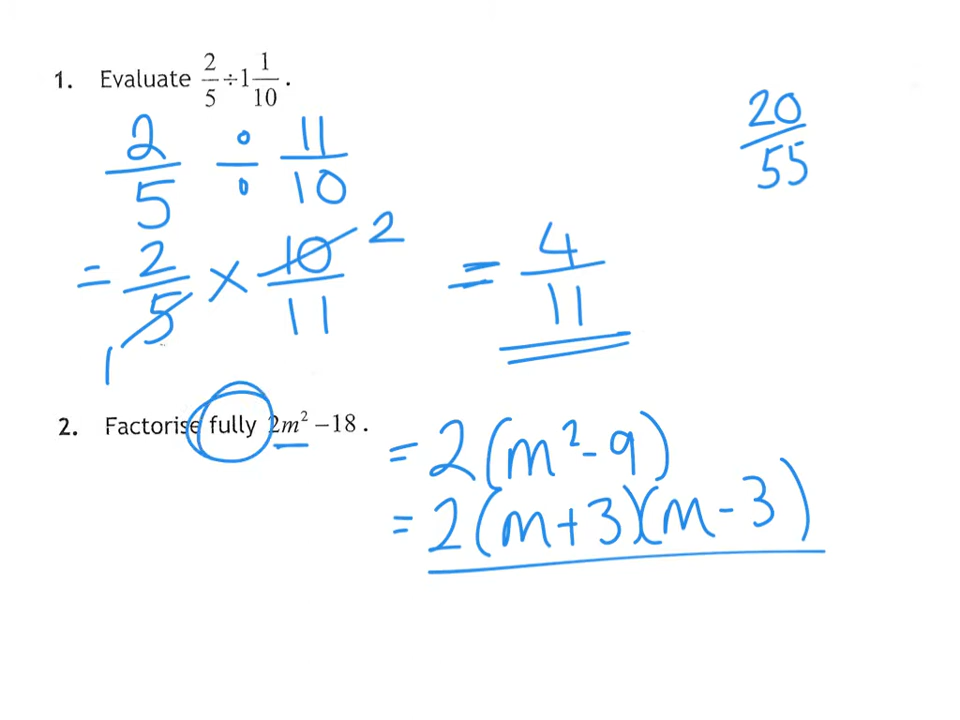 1. Evaluate 2/5 ÷ 1 1/10 .
20/55
2/5 ÷ 11/10
= 2/5 × 10/11 = 4/11
2
1
2. Factorise fully 2m² – 18 .
= 2(m² - 9)
= 2(m + 3)(m - 3)